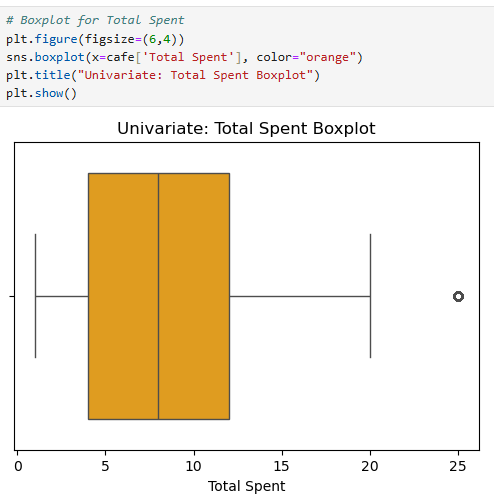 # Boxplot for Total Spent
plt.figure(figsize=(6,4))
sns.boxplot(x=cafe['Total Spent'], color="orange")
plt.title("Univariate: Total Spent Boxplot")
plt.show()
Univariate: Total Spent Boxplot
0 5 10 15 20 25
Total Spent